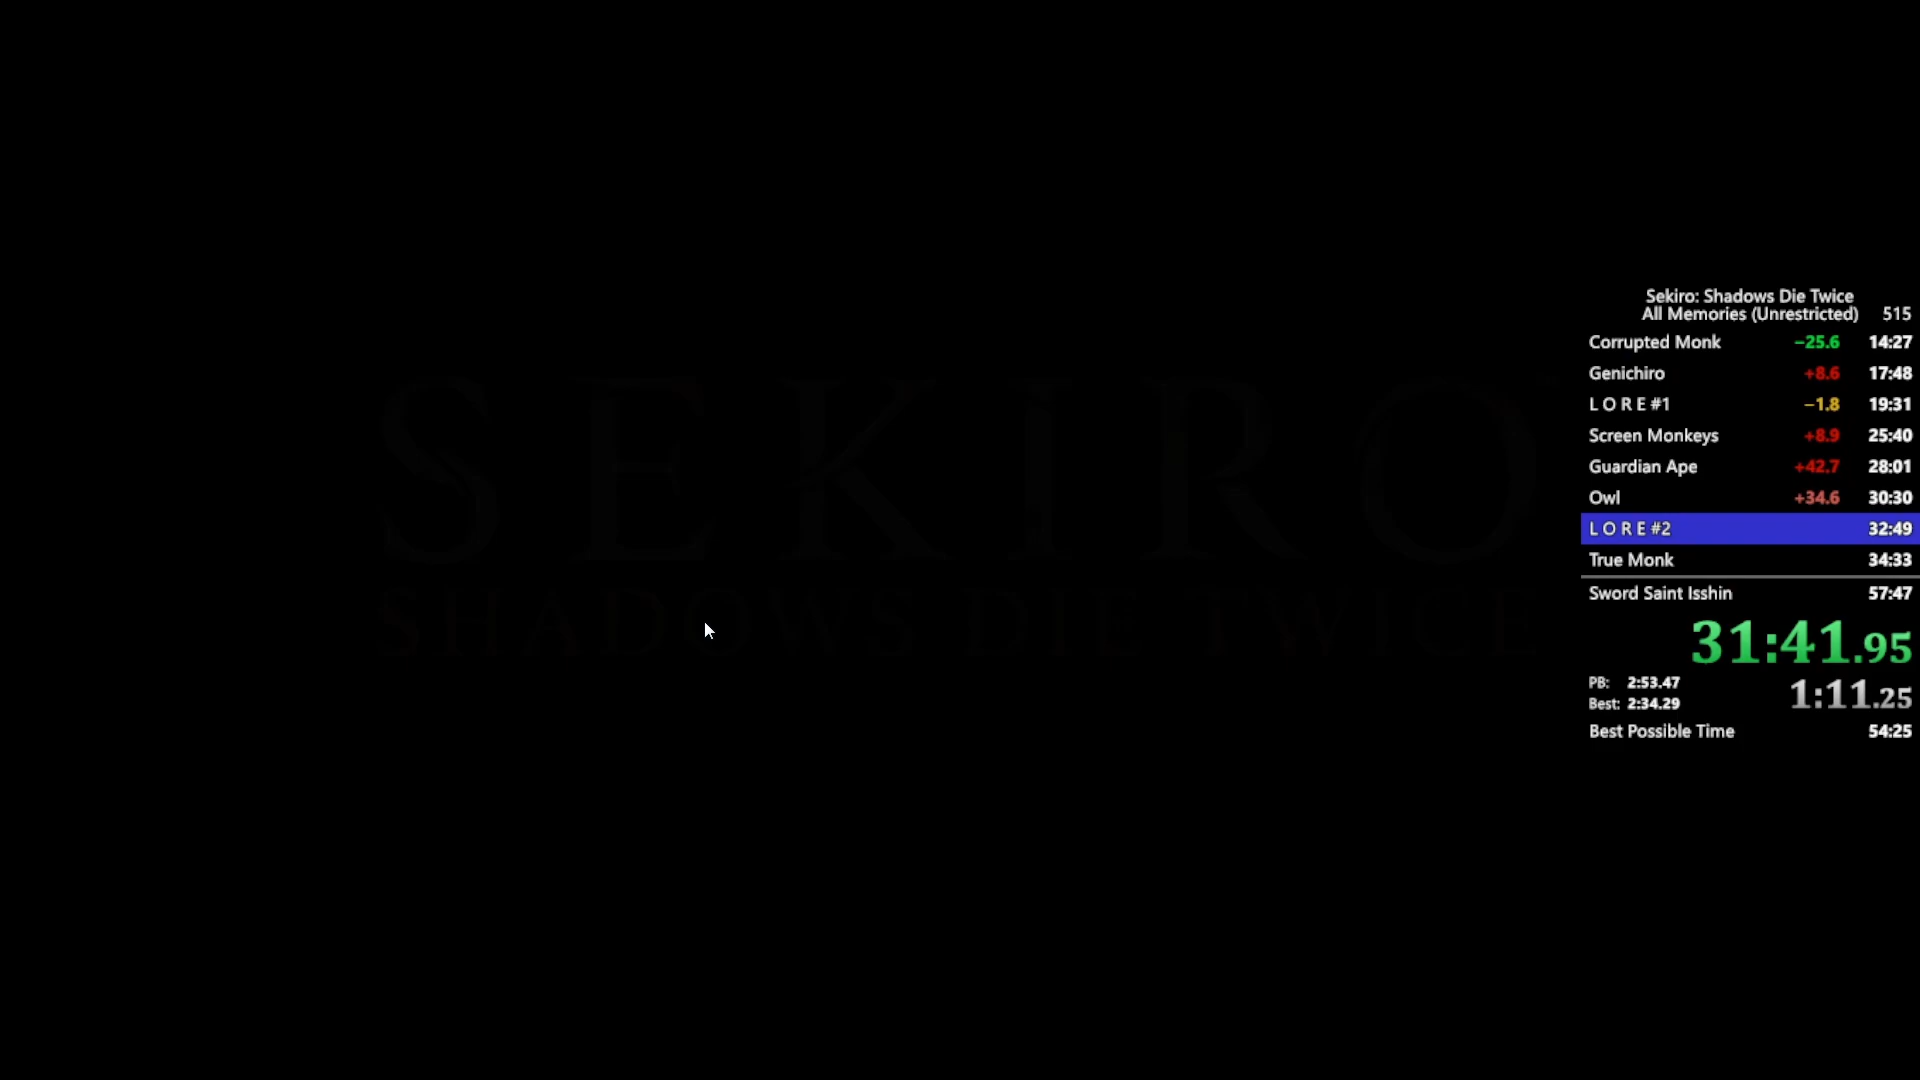 SEKIRO™
SHADOWS DIE TWICE
Sekiro: Shadows Die Twice
All Memories (Unrestricted) 515
Corrupted Monk −25.6 14:27
Genichiro +8.6 17:48
L O R E #1 −1.8 19:31
Screen Monkeys +8.9 25:40
Guardian Ape +42.7 28:01
Owl +34.6 30:30
L O R E #2 32:49
True Monk 34:33
Sword Saint Isshin 57:47
31:41.95
PB: 2:53.47
Best: 2:34.29
1:11.25
Best Possible Time 54:25